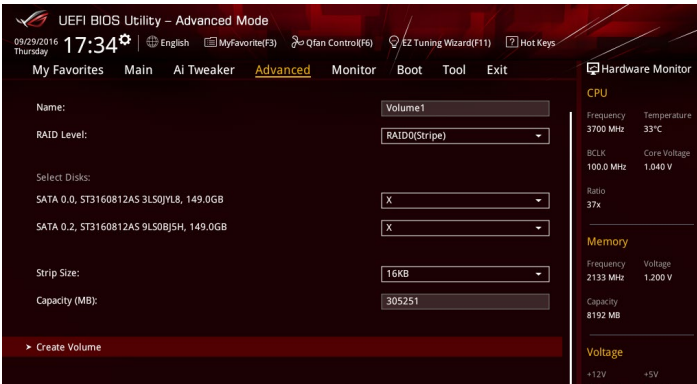 UEFI BIOS Utility – Advanced Mode
09/29/2016 Thursday 17:34 English MyFavorite(F3) Qfan Control(F6) EZ Tuning Wizard(F11) ? Hot Keys
My Favorites Main Ai Tweaker Advanced Monitor Boot Tool Exit
Hardware Monitor
Name: Volume1
RAID Level: RAID0(Stripe)
Select Disks:
SATA 0.0, ST3160812AS 3LS0JYL8, 149.0GB X
SATA 0.2, ST3160812AS 9LS0BJ5H, 149.0GB X
Strip Size: 16KB
Capacity (MB): 305251
> Create Volume
CPU
Frequency Temperature
3700 MHz 33°C
BCLK Core Voltage
100.0 MHz 1.040 V
Ratio
37x
Memory
Frequency Voltage
2133 MHz 1.200 V
Capacity
8192 MB
Voltage
+12V +5V